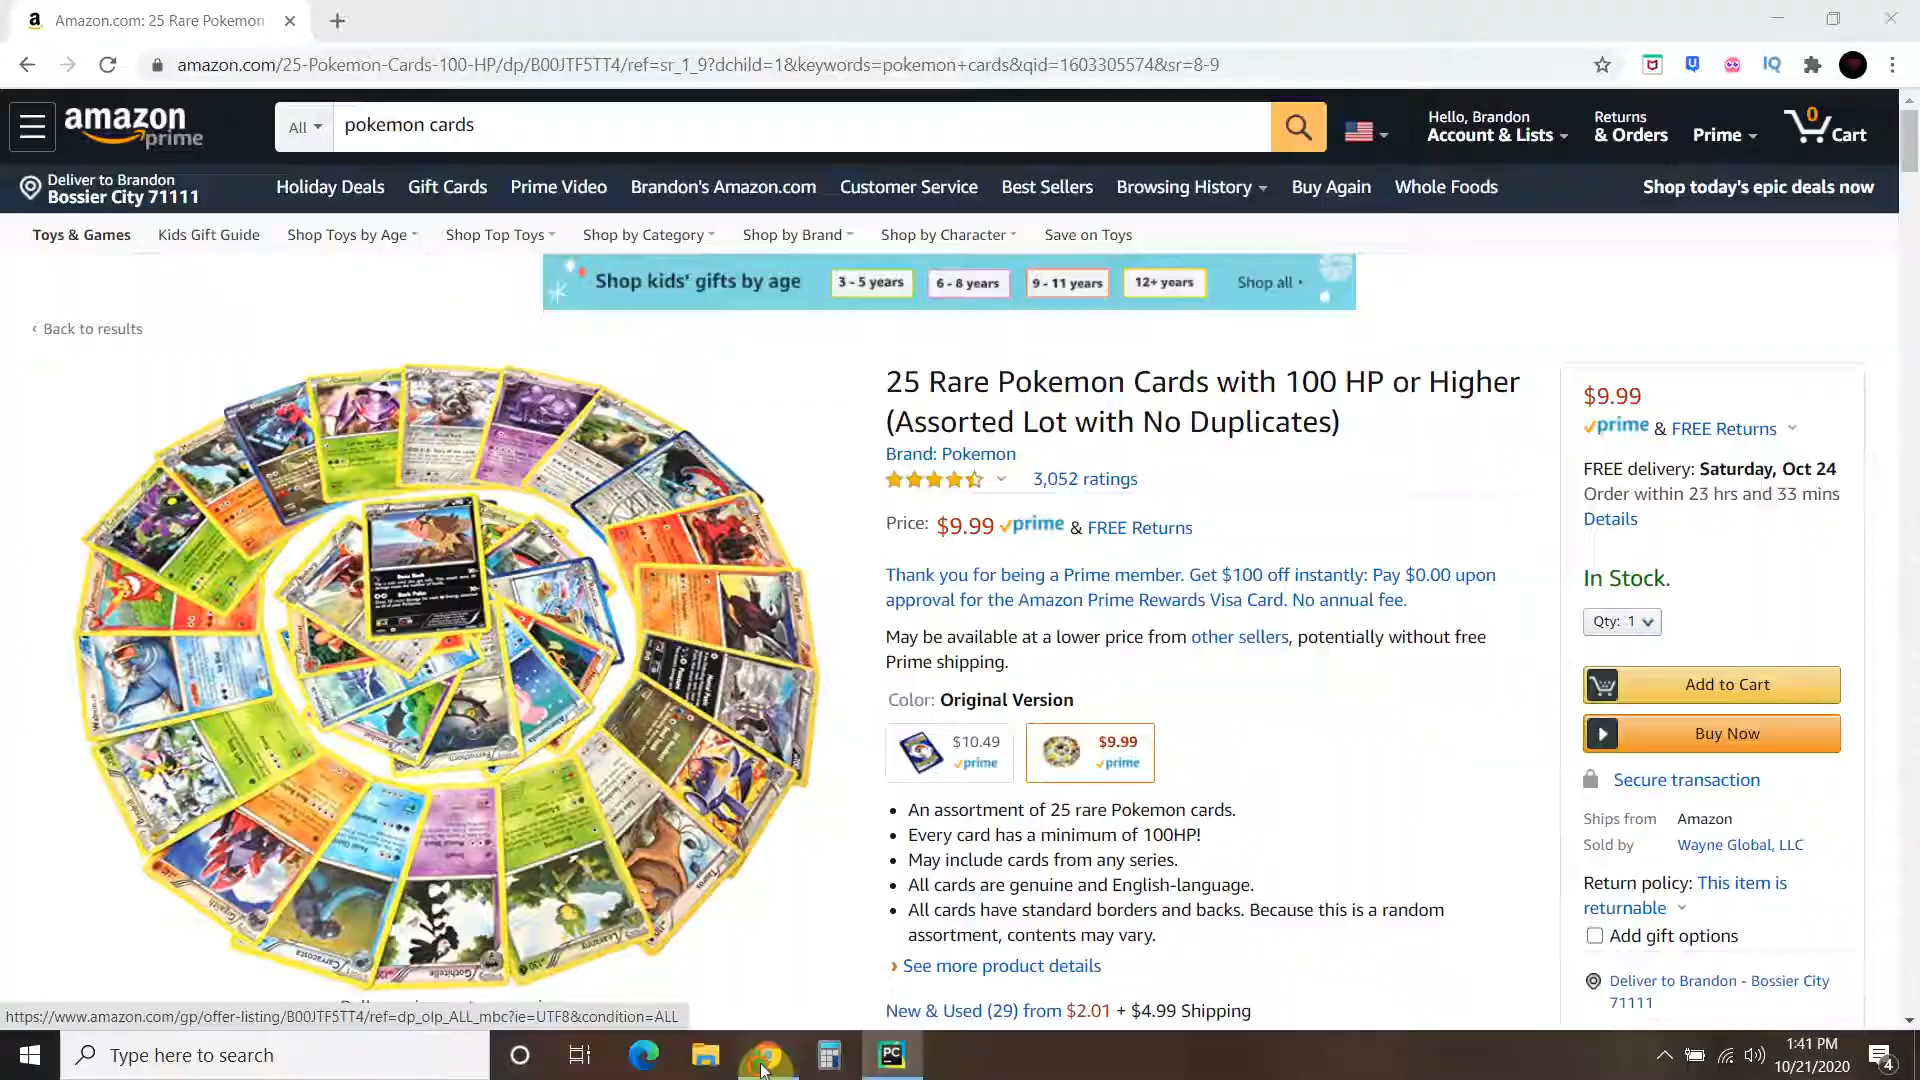 Amazon.com: 25 Rare Pokemon
amazon.com/25-Pokemon-Cards-100-HP/dp/B00JTF5TT4/ref=sr_1_9?dchild=1&keywords=pokemon+cards&qid=1603305574&sr=8-9
amazon prime
All
pokemon cards
Hello, Brandon
Account & Lists
Returns
& Orders
Prime
0
Cart
Deliver to Brandon
Bossier City 71111
Holiday Deals
Gift Cards
Prime Video
Brandon's Amazon.com
Customer Service
Best Sellers
Browsing History
Buy Again
Whole Foods
Shop today's epic deals now
Toys & Games
Kids Gift Guide
Shop Toys by Age
Shop Top Toys
Shop by Category
Shop by Brand
Shop by Character
Save on Toys
Shop kids' gifts by age
3 - 5 years
6 - 8 years
9 - 11 years
12+ years
Shop all
‹ Back to results
25 Rare Pokemon Cards with 100 HP or Higher
(Assorted Lot with No Duplicates)
Brand: Pokemon
3,052 ratings
Price: $9.99 prime & FREE Returns
Thank you for being a Prime member. Get $100 off instantly: Pay $0.00 upon
approval for the Amazon Prime Rewards Visa Card. No annual fee.
May be available at a lower price from other sellers, potentially without free
Prime shipping.
Color: Original Version
$10.49
prime
$9.99
prime
• An assortment of 25 rare Pokemon cards.
• Every card has a minimum of 100HP!
• May include cards from any series.
• All cards are genuine and English-language.
• All cards have standard borders and backs. Because this is a random
assortment, contents may vary.
› See more product details
New & Used (29) from $2.01 + $4.99 Shipping
$9.99
prime & FREE Returns
FREE delivery: Saturday, Oct 24
Order within 23 hrs and 33 mins
Details
In Stock.
Qty: 1
Add to Cart
Buy Now
Secure transaction
Ships from Amazon
Sold by Wayne Global, LLC
Return policy: This item is
returnable
Add gift options
Deliver to Brandon - Bossier City
71111
Tauros
Leavanny
Gothitelle
Carracosta
Gigalith
https://www.amazon.com/gp/offer-listing/B00JTF5TT4/ref=dp_olp_ALL_mbc?ie=UTF8&condition=ALL
Type here to search
PC
1:41 PM
10/21/2020
4